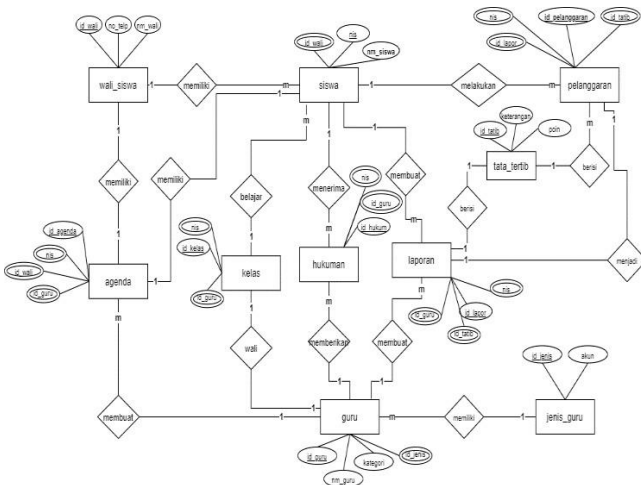 id_wali
no_telp
nm_wali
id_wali
nis
nm_siswa
nis
id_pelanggaran
id_tatib
id_lapor
wali_siswa
1
memiliki
m
siswa
1
melakukan
m
pelanggaran
1
1
m
m
1
1
m
1
keterangan
id_tatib
poin
membuat
memiliki
memiliki
tata_tertib
1
1
berisi
belajar
menerima
nis
id_guru
id_hukum
berisi
id_agenda
nis
id_wali
id_guru
1
agenda
1
nis
id_kelas
id_guru
1
kelas
m
hukuman
m
laporan
1
1
menjadi
nis
id_lapor
id_tatib
id_guru
m
1
m
m
wali
memberikan
membuat
id_jenis
akun
membuat
1
1
1
1
guru
m
memiliki
1
jenis_guru
id_guru
nm_guru
kategori
id_jenis